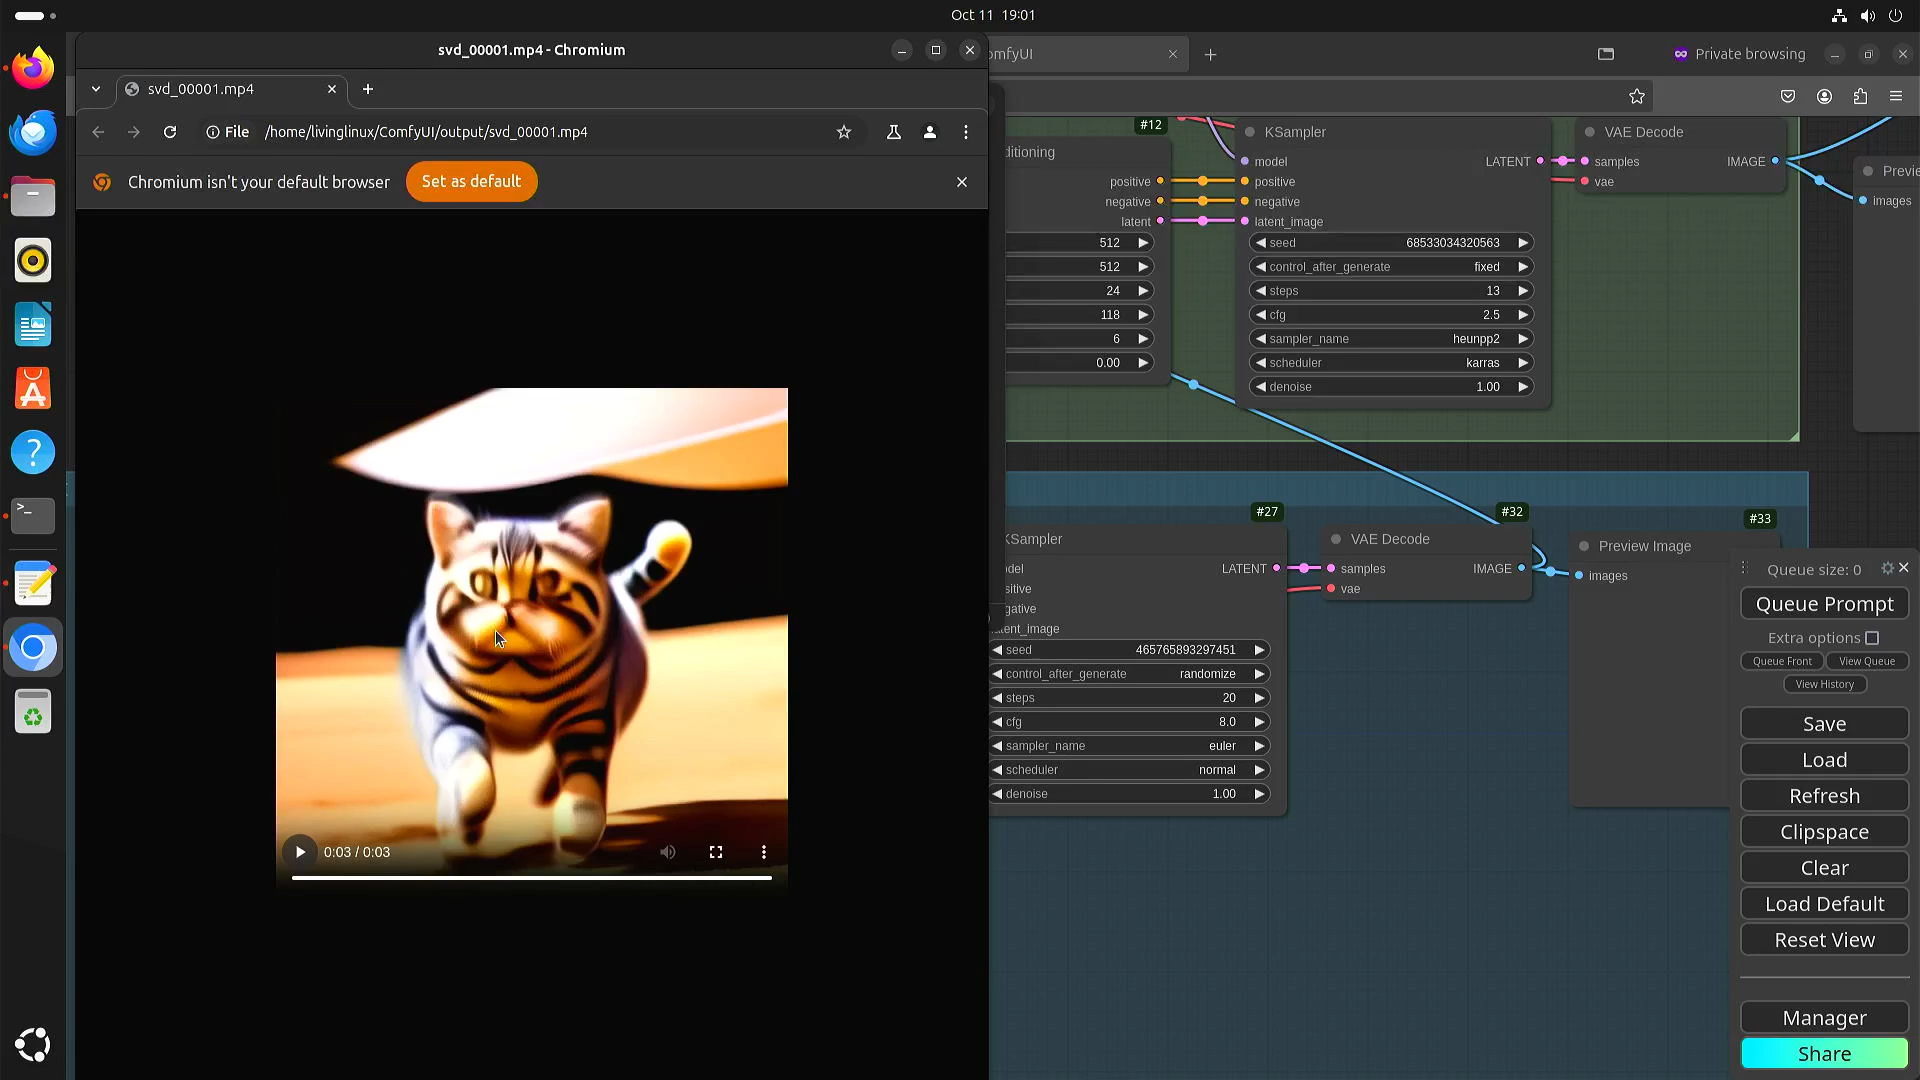 Oct 11 19:01
svd_00001.mp4 - Chromium
svd_00001.mp4
File /home/livinglinux/ComfyUI/output/svd_00001.mp4
Chromium isn't your default browser
Set as default
0:03 / 0:03
omfyUI
Private browsing
#12
ditioning
positive
negative
latent
512
512
24
118
6
0.00
KSampler
model
positive
negative
latent_image
LATENT
seed 68533034320563
control_after_generate fixed
steps 13
cfg 2.5
sampler_name heunpp2
scheduler karras
denoise 1.00
VAE Decode
samples
vae
IMAGE
Previe
images
#27
KSampler
odel
sitive
gative
latent_image
LATENT
seed 465765893297451
control_after_generate randomize
steps 20
cfg 8.0
sampler_name euler
scheduler normal
denoise 1.00
#32
VAE Decode
samples
vae
IMAGE
#33
Preview Image
images
Queue size: 0
Queue Prompt
Extra options
Queue Front
View Queue
View History
Save
Load
Refresh
Clipspace
Clear
Load Default
Reset View
Manager
Share